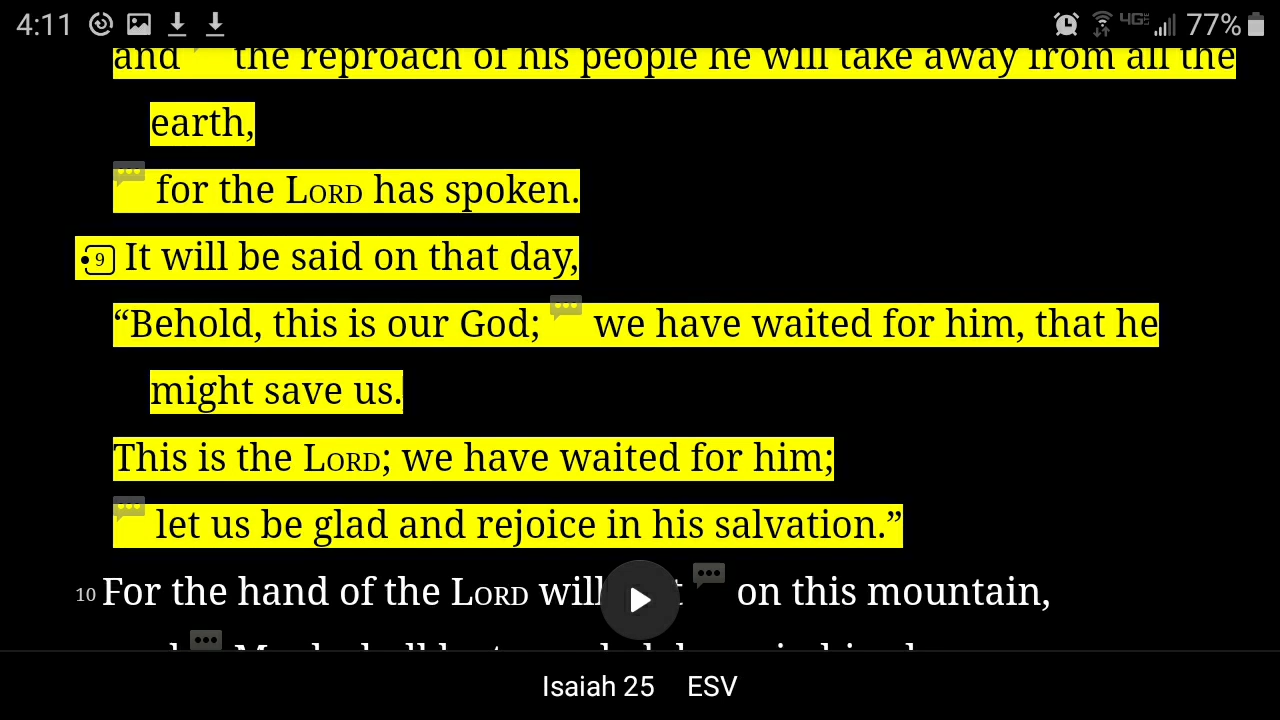 4:11 4G 77%
and the reproach of his people he will take away from all the
earth,
for the LORD has spoken.
9 It will be said on that day,
“Behold, this is our God; we have waited for him, that he
might save us.
This is the LORD; we have waited for him;
let us be glad and rejoice in his salvation.”
10 For the hand of the LORD will on this mountain,
Isaiah 25 ESV